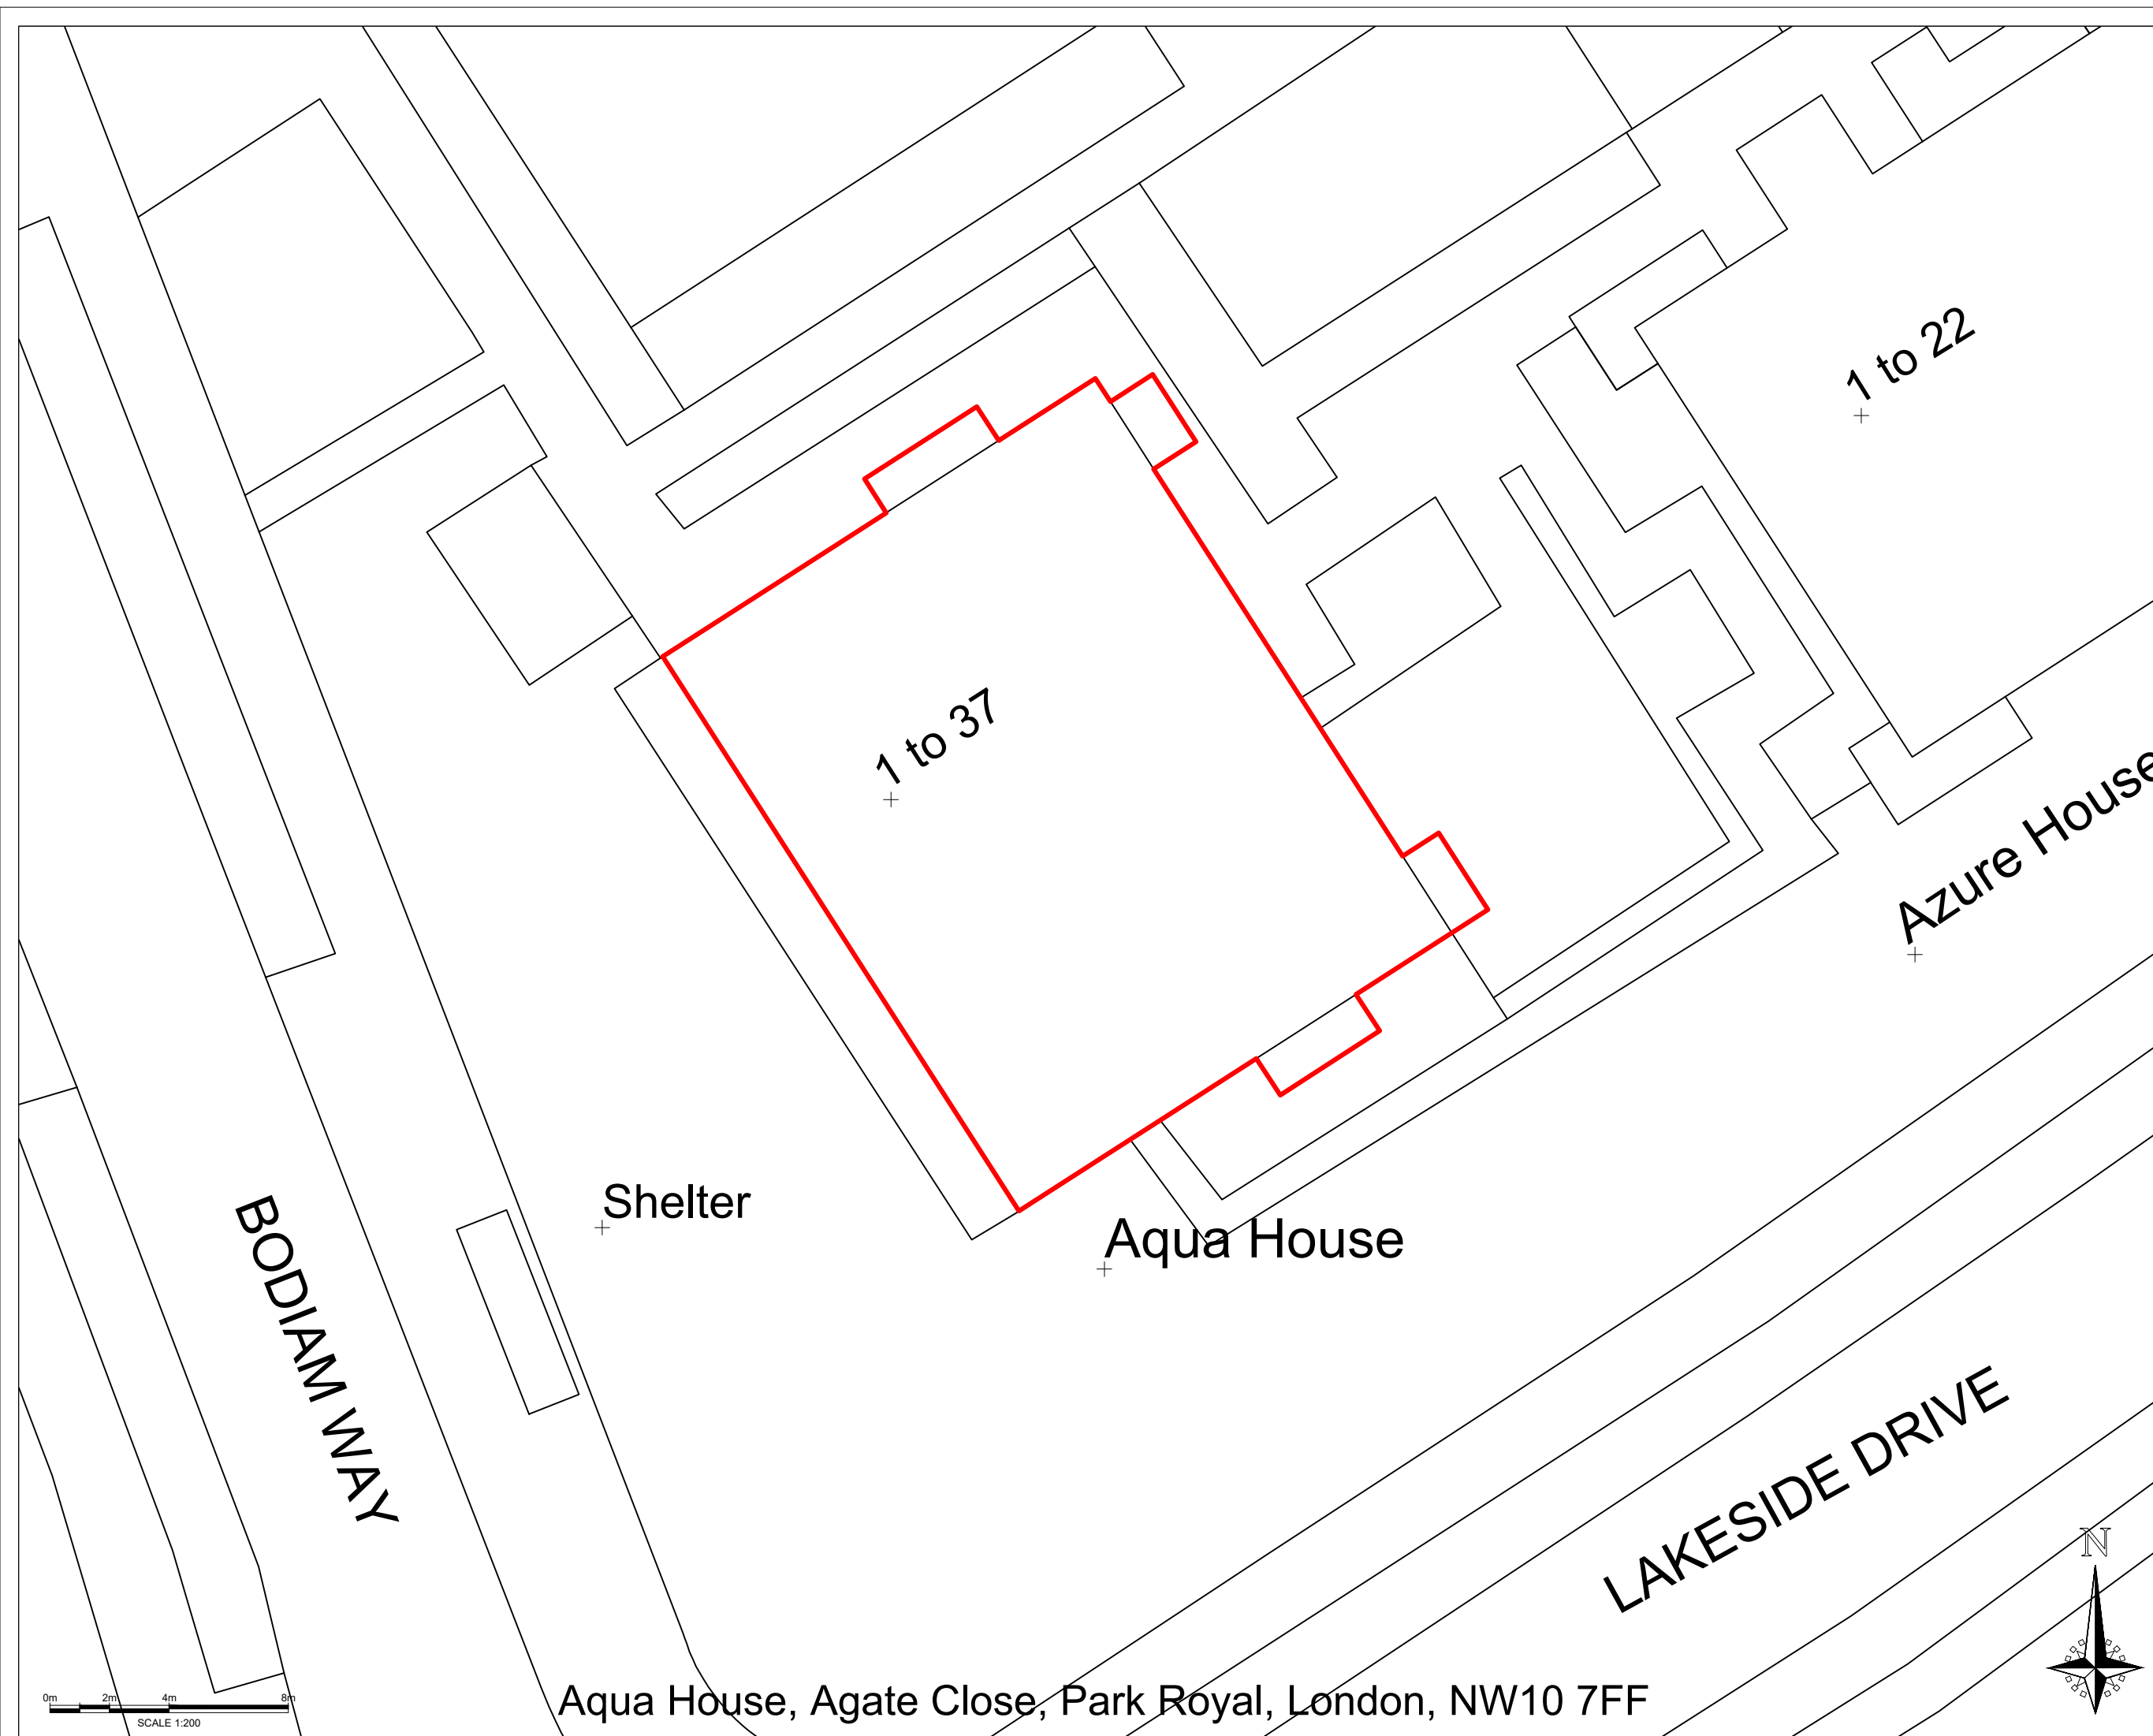 1 to 22
1 to 37
Azure House
Shelter
Aqua House
BODIAM WAY
LAKESIDE DRIVE
N
0m 2m 4m 8m
SCALE 1:200
Aqua House, Agate Close, Park Royal, London, NW10 7FF